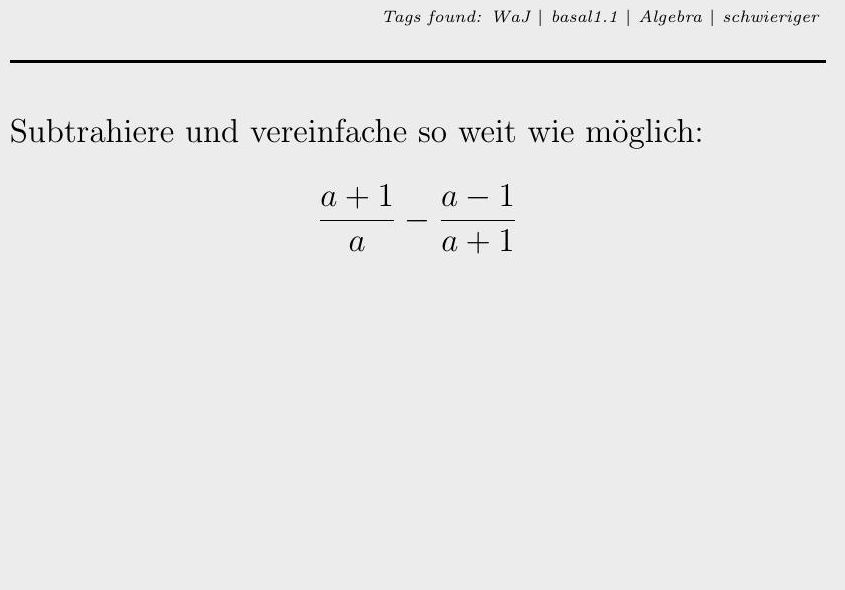 Tags found: WaJ | basal1.1 | Algebra | schwieriger
Subtrahiere und vereinfache so weit wie möglich:
\frac{a+1}{a} - \frac{a-1}{a+1}